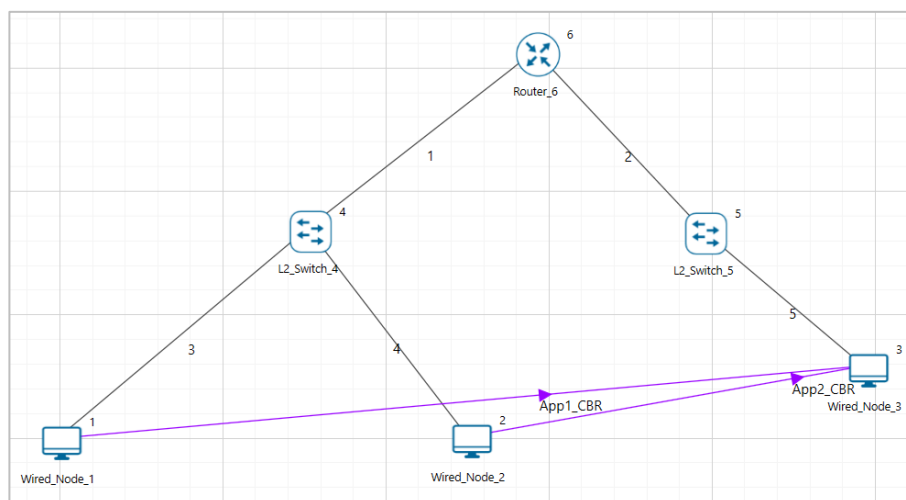 6
Router_6
1
2
4
5
L2_Switch_4
L2_Switch_5
3
4
5
3
App1_CBR
App2_CBR
Wired_Node_3
1
2
Wired_Node_1
Wired_Node_2